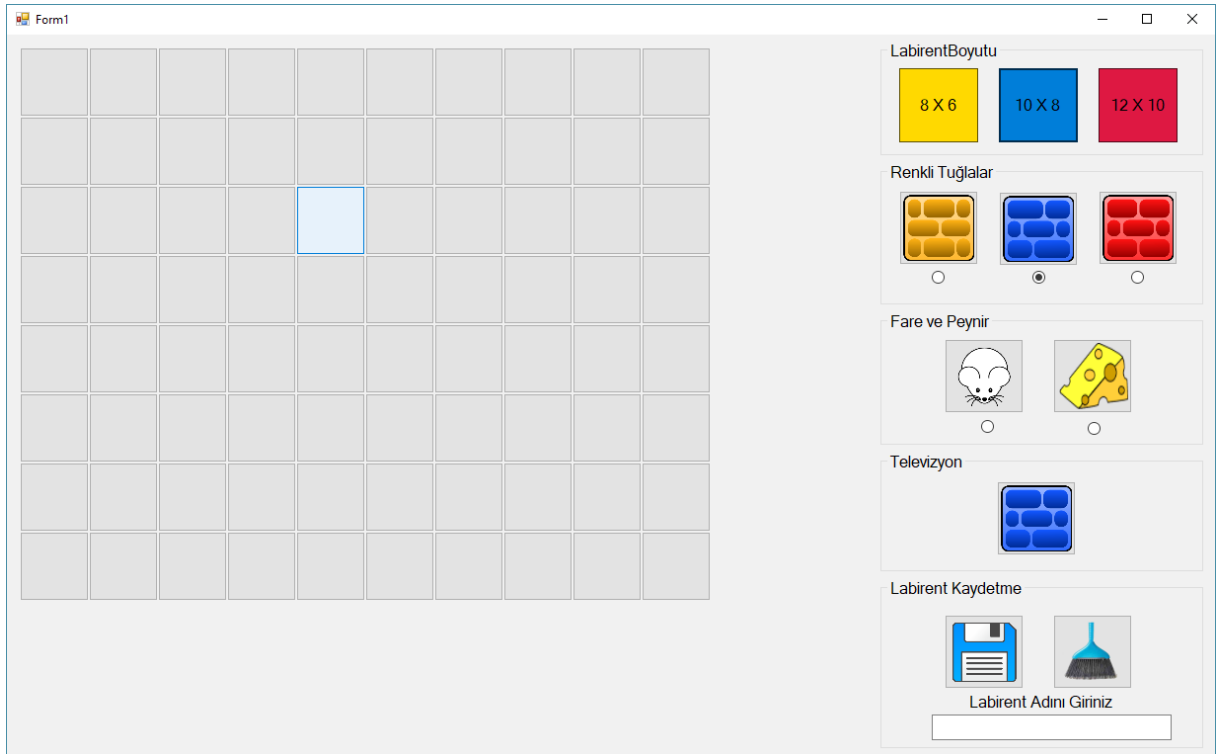 Form1
LabirentBoyutu
8 X 6
10 X 8
12 X 10
Renkli Tuğlalar
Fare ve Peynir
Televizyon
Labirent Kaydetme
Labirent Adını Giriniz